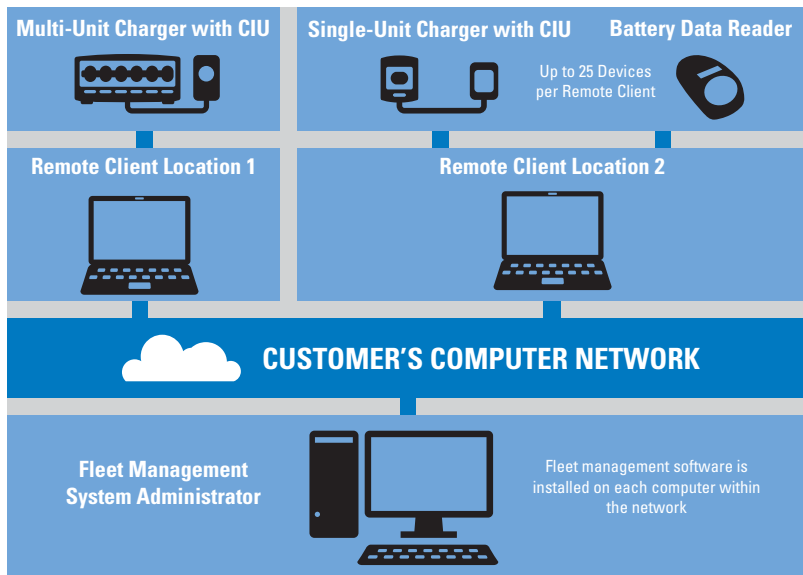 Multi-Unit Charger with CIU
Single-Unit Charger with CIU
Battery Data Reader
Up to 25 Devices
per Remote Client
Remote Client Location 1
Remote Client Location 2
CUSTOMER'S COMPUTER NETWORK
Fleet Management
System Administrator
Fleet management software is
installed on each computer within
the network